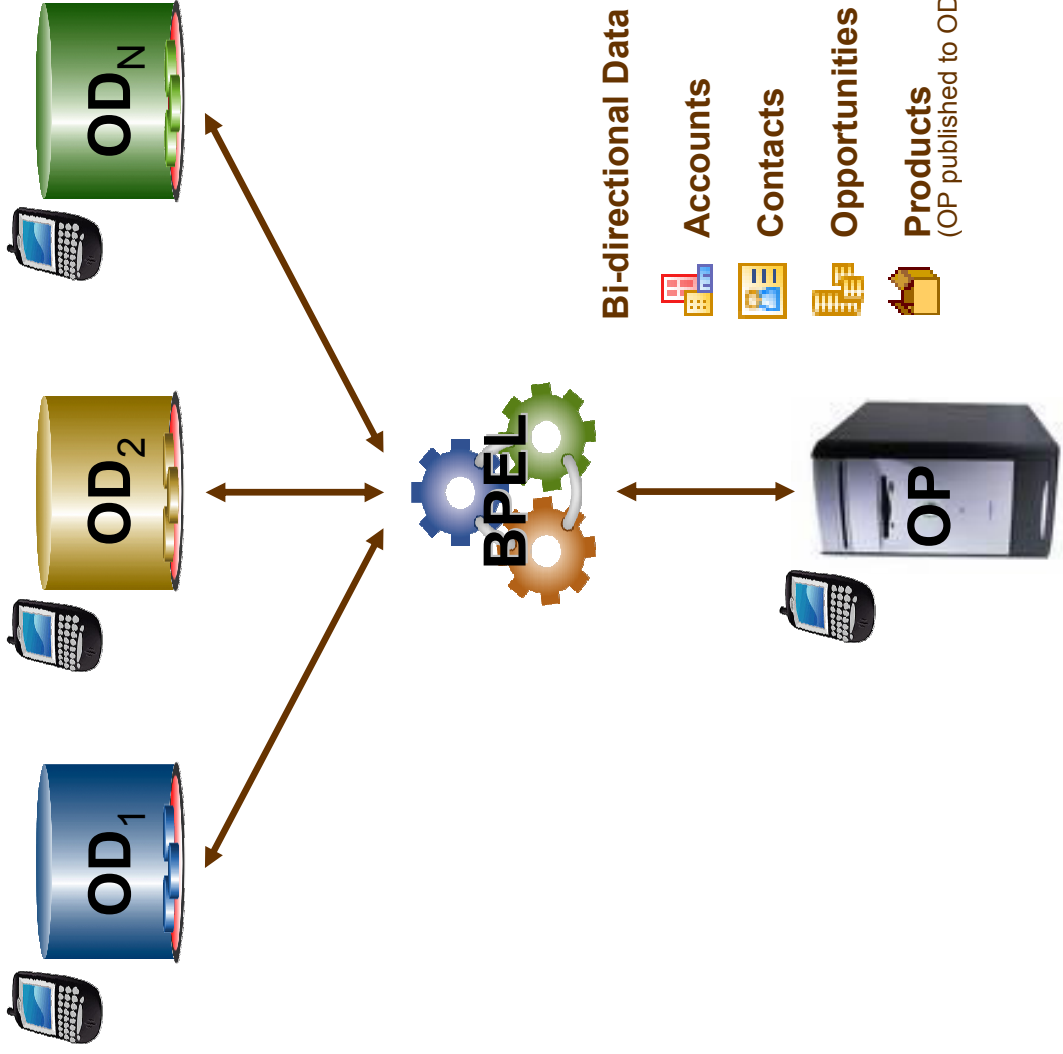 OD1
OD2
ODN
BPEL
OP
Bi-directional Data
Accounts
Contacts
Opportunities
Products
(OP published to OD